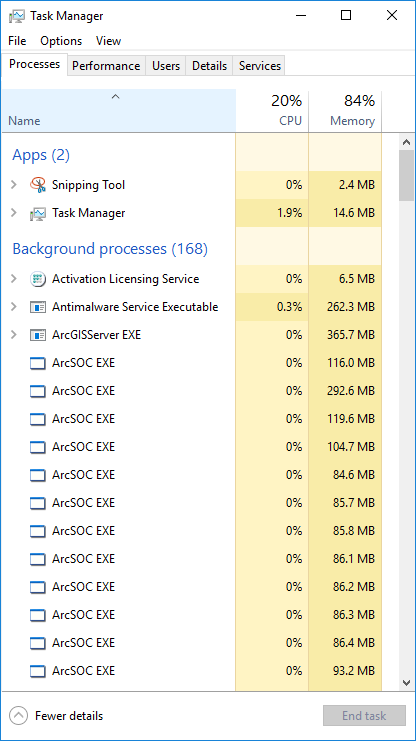 Task Manager
File Options View
Processes Performance Users Details Services
20% 84%
Name CPU Memory
Apps (2)
Snipping Tool 0% 2.4 MB
Task Manager 1.9% 14.6 MB
Background processes (168)
Activation Licensing Service 0% 6.5 MB
Antimalware Service Executable 0.3% 262.3 MB
ArcGISServer EXE 0% 365.7 MB
ArcSOC EXE 0% 116.0 MB
ArcSOC EXE 0% 292.6 MB
ArcSOC EXE 0% 119.6 MB
ArcSOC EXE 0% 104.7 MB
ArcSOC EXE 0% 84.6 MB
ArcSOC EXE 0% 85.7 MB
ArcSOC EXE 0% 85.8 MB
ArcSOC EXE 0% 86.1 MB
ArcSOC EXE 0% 86.2 MB
ArcSOC EXE 0% 86.3 MB
ArcSOC EXE 0% 86.4 MB
ArcSOC EXE 0% 93.2 MB
Fewer details End task